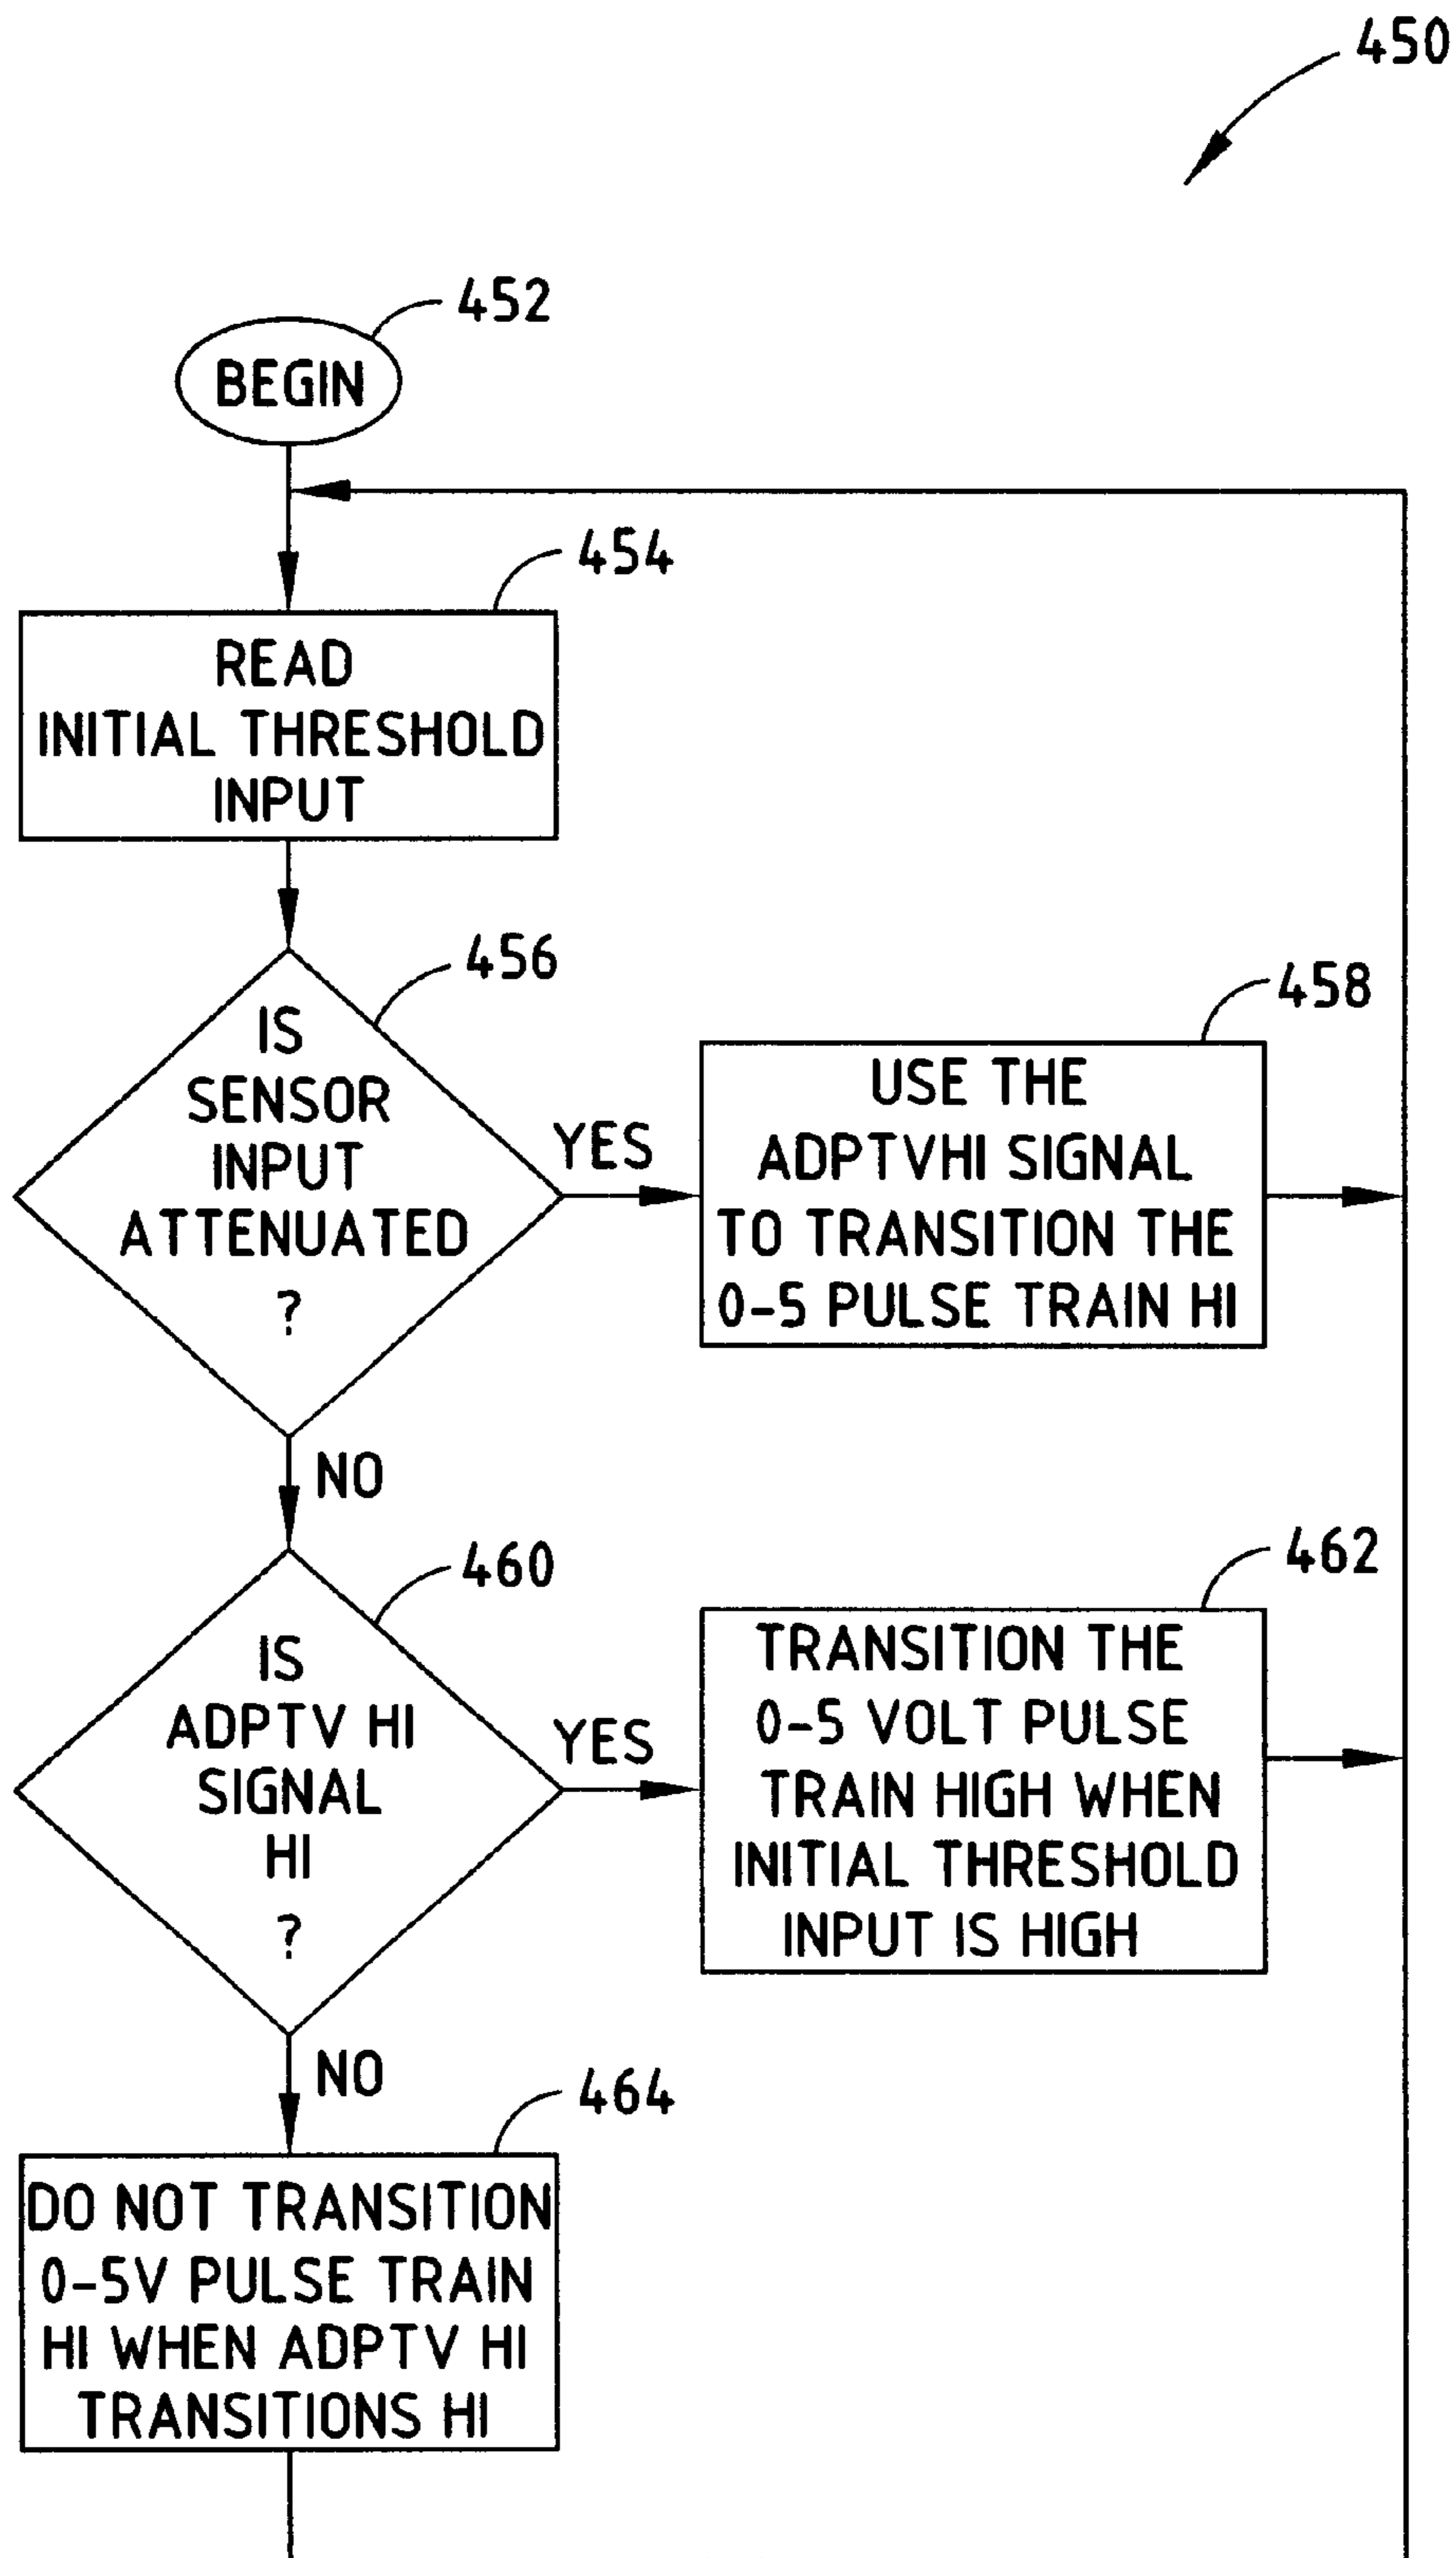 450
452
BEGIN
454
READ
INITIAL THRESHOLD
INPUT
456
IS
SENSOR
INPUT
ATTENUATED
?
YES
458
USE THE
ADPTVHI SIGNAL
TO TRANSITION THE
0-5 PULSE TRAIN HI
NO
460
IS
ADPTV HI
SIGNAL
HI
?
YES
462
TRANSITION THE
0-5 VOLT PULSE
TRAIN HIGH WHEN
INITIAL THRESHOLD
INPUT IS HIGH
NO
464
DO NOT TRANSITION
0-5V PULSE TRAIN
HI WHEN ADPTV HI
TRANSITIONS HI